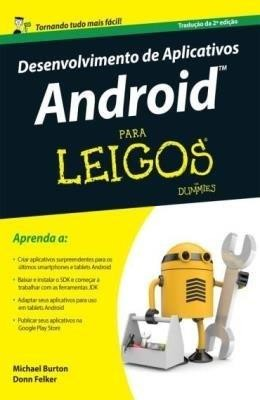 Tornando tudo mais fácil!
Tradução da 2ª edição
Desenvolvimento de Aplicativos
Android™
PARA
LEIGOS®
DUMMIES
Aprenda a:
• Criar aplicativos surpreendentes para os
últimos smartphones e tablets Android
• Baixar e instalar o SDK e começar a
trabalhar com as ferramentas JDK
• Adaptar seus aplicativos para uso
em tablets Android
• Publicar seus aplicativos na
Google Play Store
Michael Burton
Donn Felker